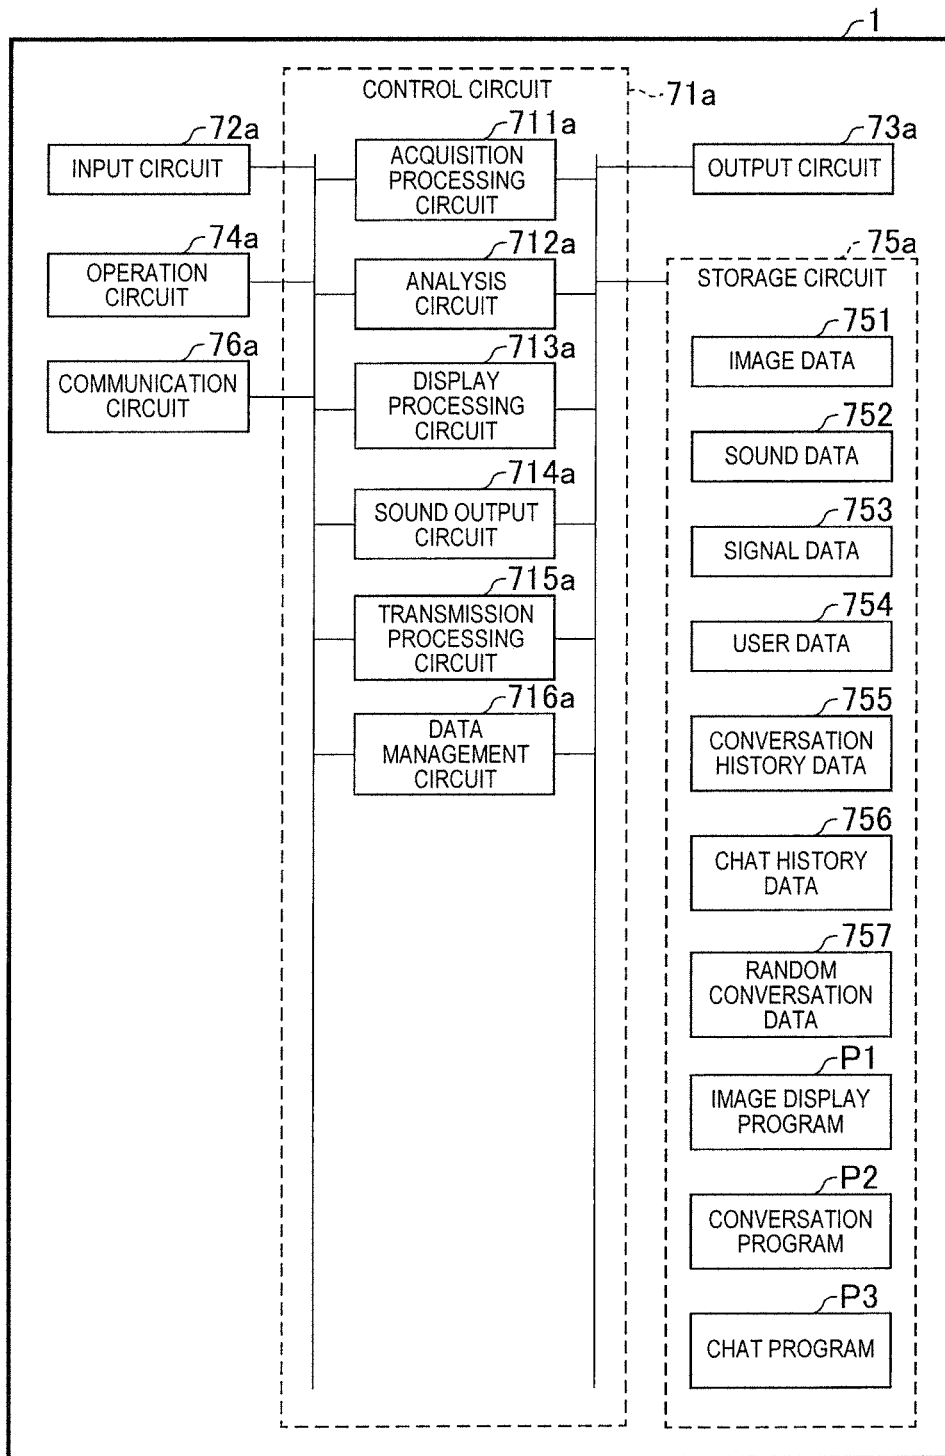 1
CONTROL CIRCUIT
71a
72a
INPUT CIRCUIT
74a
OPERATION
CIRCUIT
76a
COMMUNICATION
CIRCUIT
711a
ACQUISITION
PROCESSING
CIRCUIT
712a
ANALYSIS
CIRCUIT
713a
DISPLAY
PROCESSING
CIRCUIT
714a
SOUND OUTPUT
CIRCUIT
715a
TRANSMISSION
PROCESSING
CIRCUIT
716a
DATA
MANAGEMENT
CIRCUIT
73a
OUTPUT CIRCUIT
75a
STORAGE CIRCUIT
751
IMAGE DATA
752
SOUND DATA
753
SIGNAL DATA
754
USER DATA
755
CONVERSATION
HISTORY DATA
756
CHAT HISTORY
DATA
757
RANDOM
CONVERSATION
DATA
P1
IMAGE DISPLAY
PROGRAM
P2
CONVERSATION
PROGRAM
P3
CHAT PROGRAM